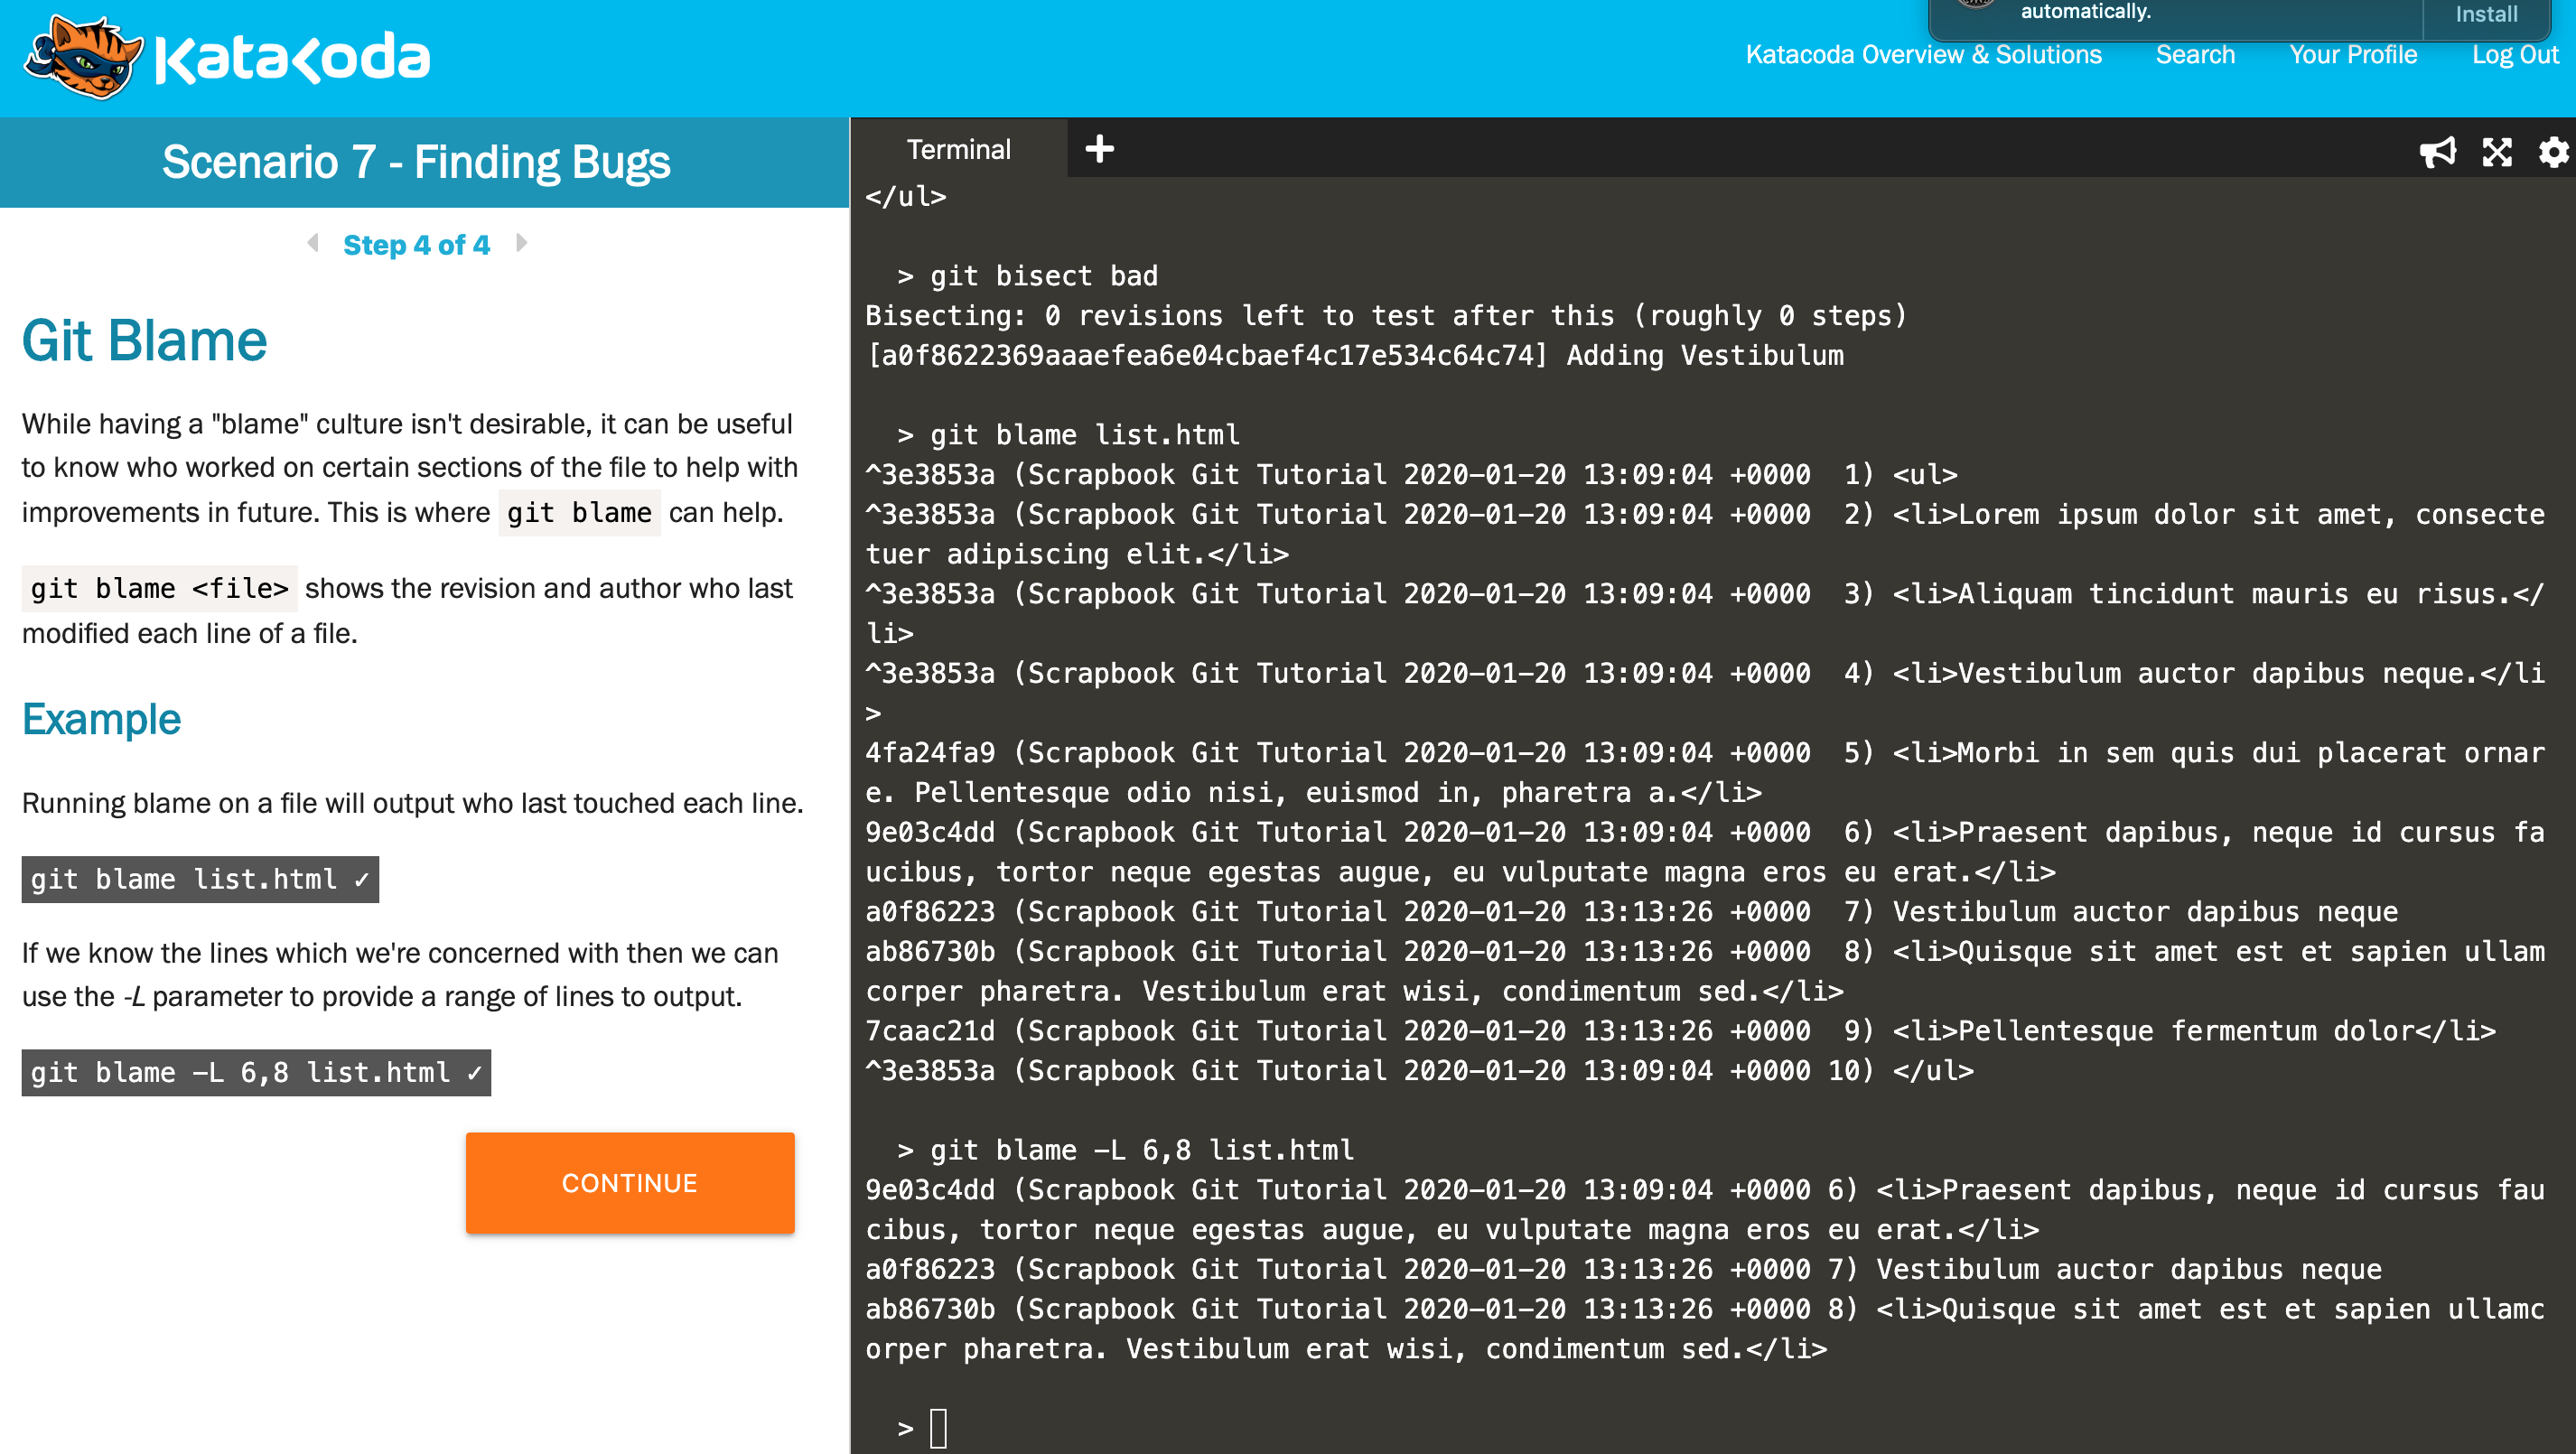 automatically.
Install
Katacoda
Katacoda Overview & Solutions
Search
Your Profile
Log Out
Scenario 7 - Finding Bugs
Step 4 of 4
Git Blame
While having a "blame" culture isn't desirable, it can be useful
to know who worked on certain sections of the file to help with
improvements in future. This is where git blame can help.
git blame <file> shows the revision and author who last
modified each line of a file.
Example
Running blame on a file will output who last touched each line.
git blame list.html ✓
If we know the lines which we're concerned with then we can
use the -L parameter to provide a range of lines to output.
git blame -L 6,8 list.html ✓
CONTINUE
Terminal
</ul>
> git bisect bad
Bisecting: 0 revisions left to test after this (roughly 0 steps)
[a0f8622369aaaefea6e04cbaef4c17e534c64c74] Adding Vestibulum
> git blame list.html
^3e3853a (Scrapbook Git Tutorial 2020-01-20 13:09:04 +0000  1) <ul>
^3e3853a (Scrapbook Git Tutorial 2020-01-20 13:09:04 +0000  2) <li>Lorem ipsum dolor sit amet, consecte
tuer adipiscing elit.</li>
^3e3853a (Scrapbook Git Tutorial 2020-01-20 13:09:04 +0000  3) <li>Aliquam tincidunt mauris eu risus.</
li>
^3e3853a (Scrapbook Git Tutorial 2020-01-20 13:09:04 +0000  4) <li>Vestibulum auctor dapibus neque.</li
>
4fa24fa9 (Scrapbook Git Tutorial 2020-01-20 13:09:04 +0000  5) <li>Morbi in sem quis dui placerat ornar
e. Pellentesque odio nisi, euismod in, pharetra a.</li>
9e03c4dd (Scrapbook Git Tutorial 2020-01-20 13:09:04 +0000  6) <li>Praesent dapibus, neque id cursus fa
ucibus, tortor neque egestas augue, eu vulputate magna eros eu erat.</li>
a0f86223 (Scrapbook Git Tutorial 2020-01-20 13:13:26 +0000  7) Vestibulum auctor dapibus neque
ab86730b (Scrapbook Git Tutorial 2020-01-20 13:13:26 +0000  8) <li>Quisque sit amet est et sapien ullam
corper pharetra. Vestibulum erat wisi, condimentum sed.</li>
7caac21d (Scrapbook Git Tutorial 2020-01-20 13:13:26 +0000  9) <li>Pellentesque fermentum dolor</li>
^3e3853a (Scrapbook Git Tutorial 2020-01-20 13:09:04 +0000 10) </ul>
> git blame -L 6,8 list.html
9e03c4dd (Scrapbook Git Tutorial 2020-01-20 13:09:04 +0000 6) <li>Praesent dapibus, neque id cursus fau
cibus, tortor neque egestas augue, eu vulputate magna eros eu erat.</li>
a0f86223 (Scrapbook Git Tutorial 2020-01-20 13:13:26 +0000 7) Vestibulum auctor dapibus neque
ab86730b (Scrapbook Git Tutorial 2020-01-20 13:13:26 +0000 8) <li>Quisque sit amet est et sapien ullamc
orper pharetra. Vestibulum erat wisi, condimentum sed.</li>
>